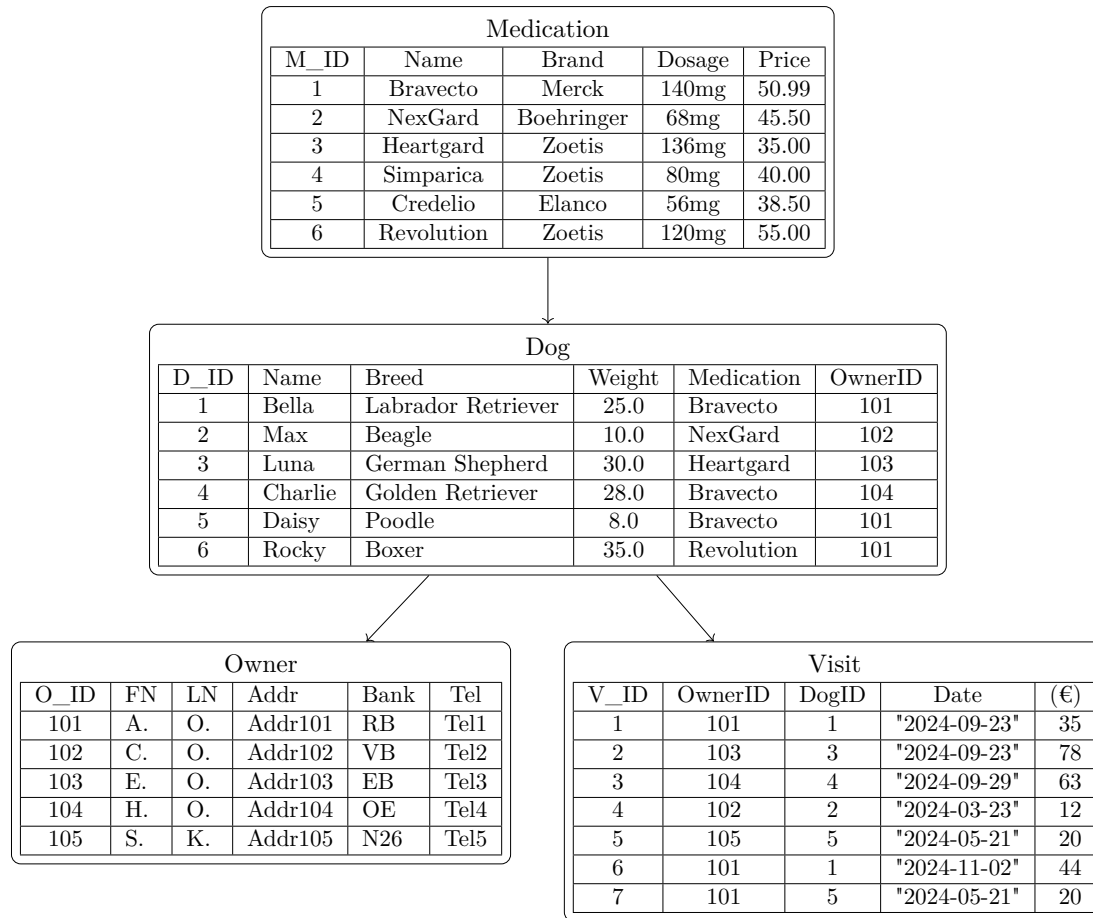 Medication
M_ID Name Brand Dosage Price
1 Bravecto Merck 140mg 50.99
2 NexGard Boehringer 68mg 45.50
3 Heartgard Zoetis 136mg 35.00
4 Simparica Zoetis 80mg 40.00
5 Credelio Elanco 56mg 38.50
6 Revolution Zoetis 120mg 55.00
Dog
D_ID Name Breed Weight Medication OwnerID
1 Bella Labrador Retriever 25.0 Bravecto 101
2 Max Beagle 10.0 NexGard 102
3 Luna German Shepherd 30.0 Heartgard 103
4 Charlie Golden Retriever 28.0 Bravecto 104
5 Daisy Poodle 8.0 Bravecto 101
6 Rocky Boxer 35.0 Revolution 101
Owner
O_ID FN LN Addr Bank Tel
101 A. O. Addr101 RB Tel1
102 C. O. Addr102 VB Tel2
103 E. O. Addr103 EB Tel3
104 H. O. Addr104 OE Tel4
105 S. K. Addr105 N26 Tel5
Visit
V_ID OwnerID DogID Date (€)
1 101 1 "2024-09-23" 35
2 103 3 "2024-09-23" 78
3 104 4 "2024-09-29" 63
4 102 2 "2024-03-23" 12
5 105 5 "2024-05-21" 20
6 101 1 "2024-11-02" 44
7 101 5 "2024-05-21" 20